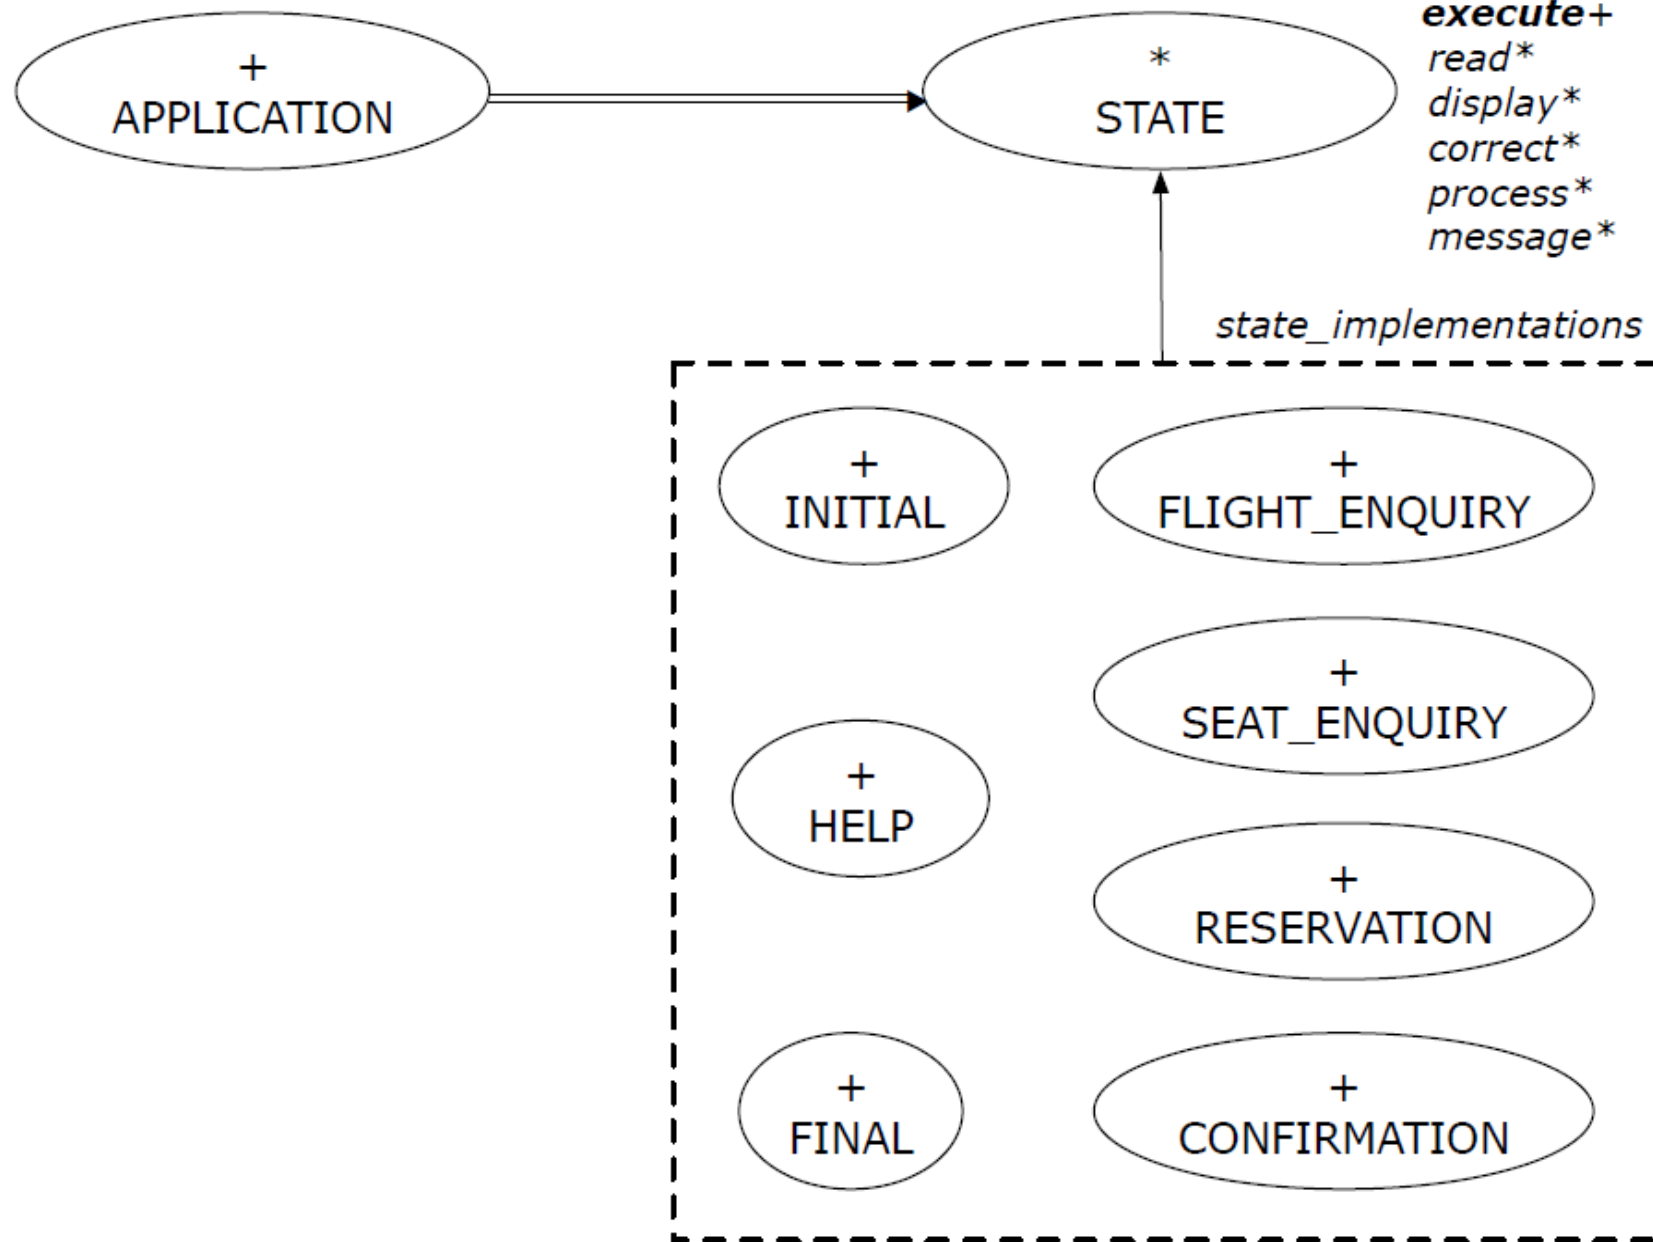 +
APPLICATION
*
STATE
execute+
read*
display*
correct*
process*
message*
state_implementations
+
INITIAL
+
FLIGHT_ENQUIRY
+
SEAT_ENQUIRY
+
HELP
+
RESERVATION
+
FINAL
+
CONFIRMATION